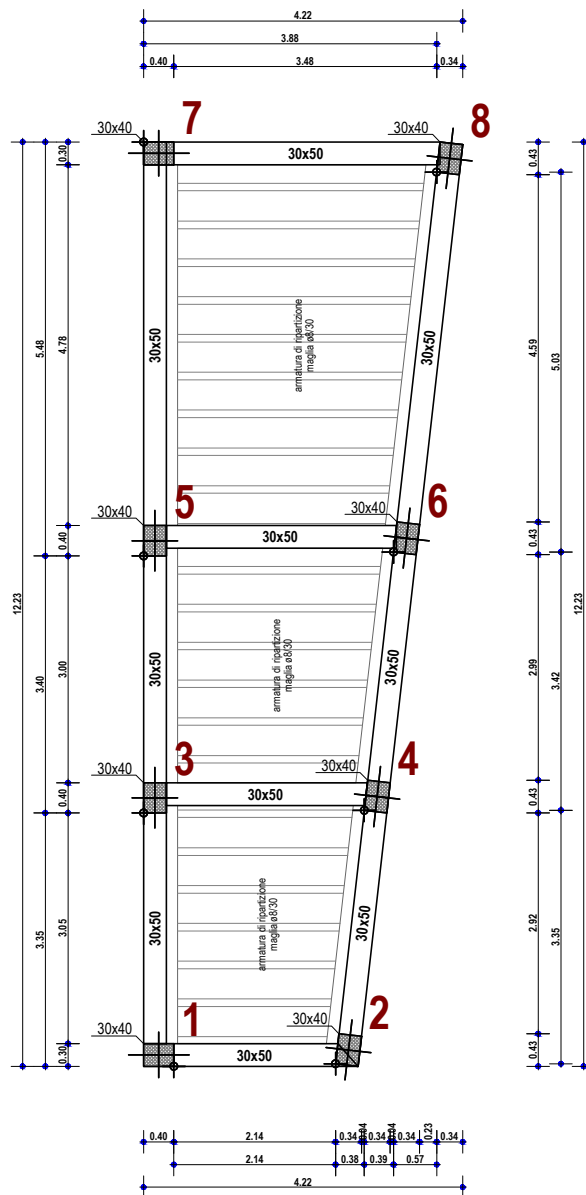 4.22
3.88
0.40 3.48 0.34
30x40 7 30x40 8
30x50
0.30 0.43
armatura di ripartizione
maglia ø8/30
30x50 30x50
5.48 4.78 4.59 5.03
30x40 5 30x40 6
30x50
0.40 0.43
12.23 12.23
armatura di ripartizione
maglia ø8/30
30x50 30x50
3.40 3.00 2.99 3.42
30x40 3 30x40 4
30x50
0.40 0.43
armatura di ripartizione
maglia ø8/30
30x50 30x50
3.35 3.05 2.92 3.35
30x40 1 30x40 2
30x50
0.30 0.43
0.40 2.14 0.34 0.04 0.34 0.04 0.34 0.23 0.34
2.14 0.38 0.39 0.57
4.22